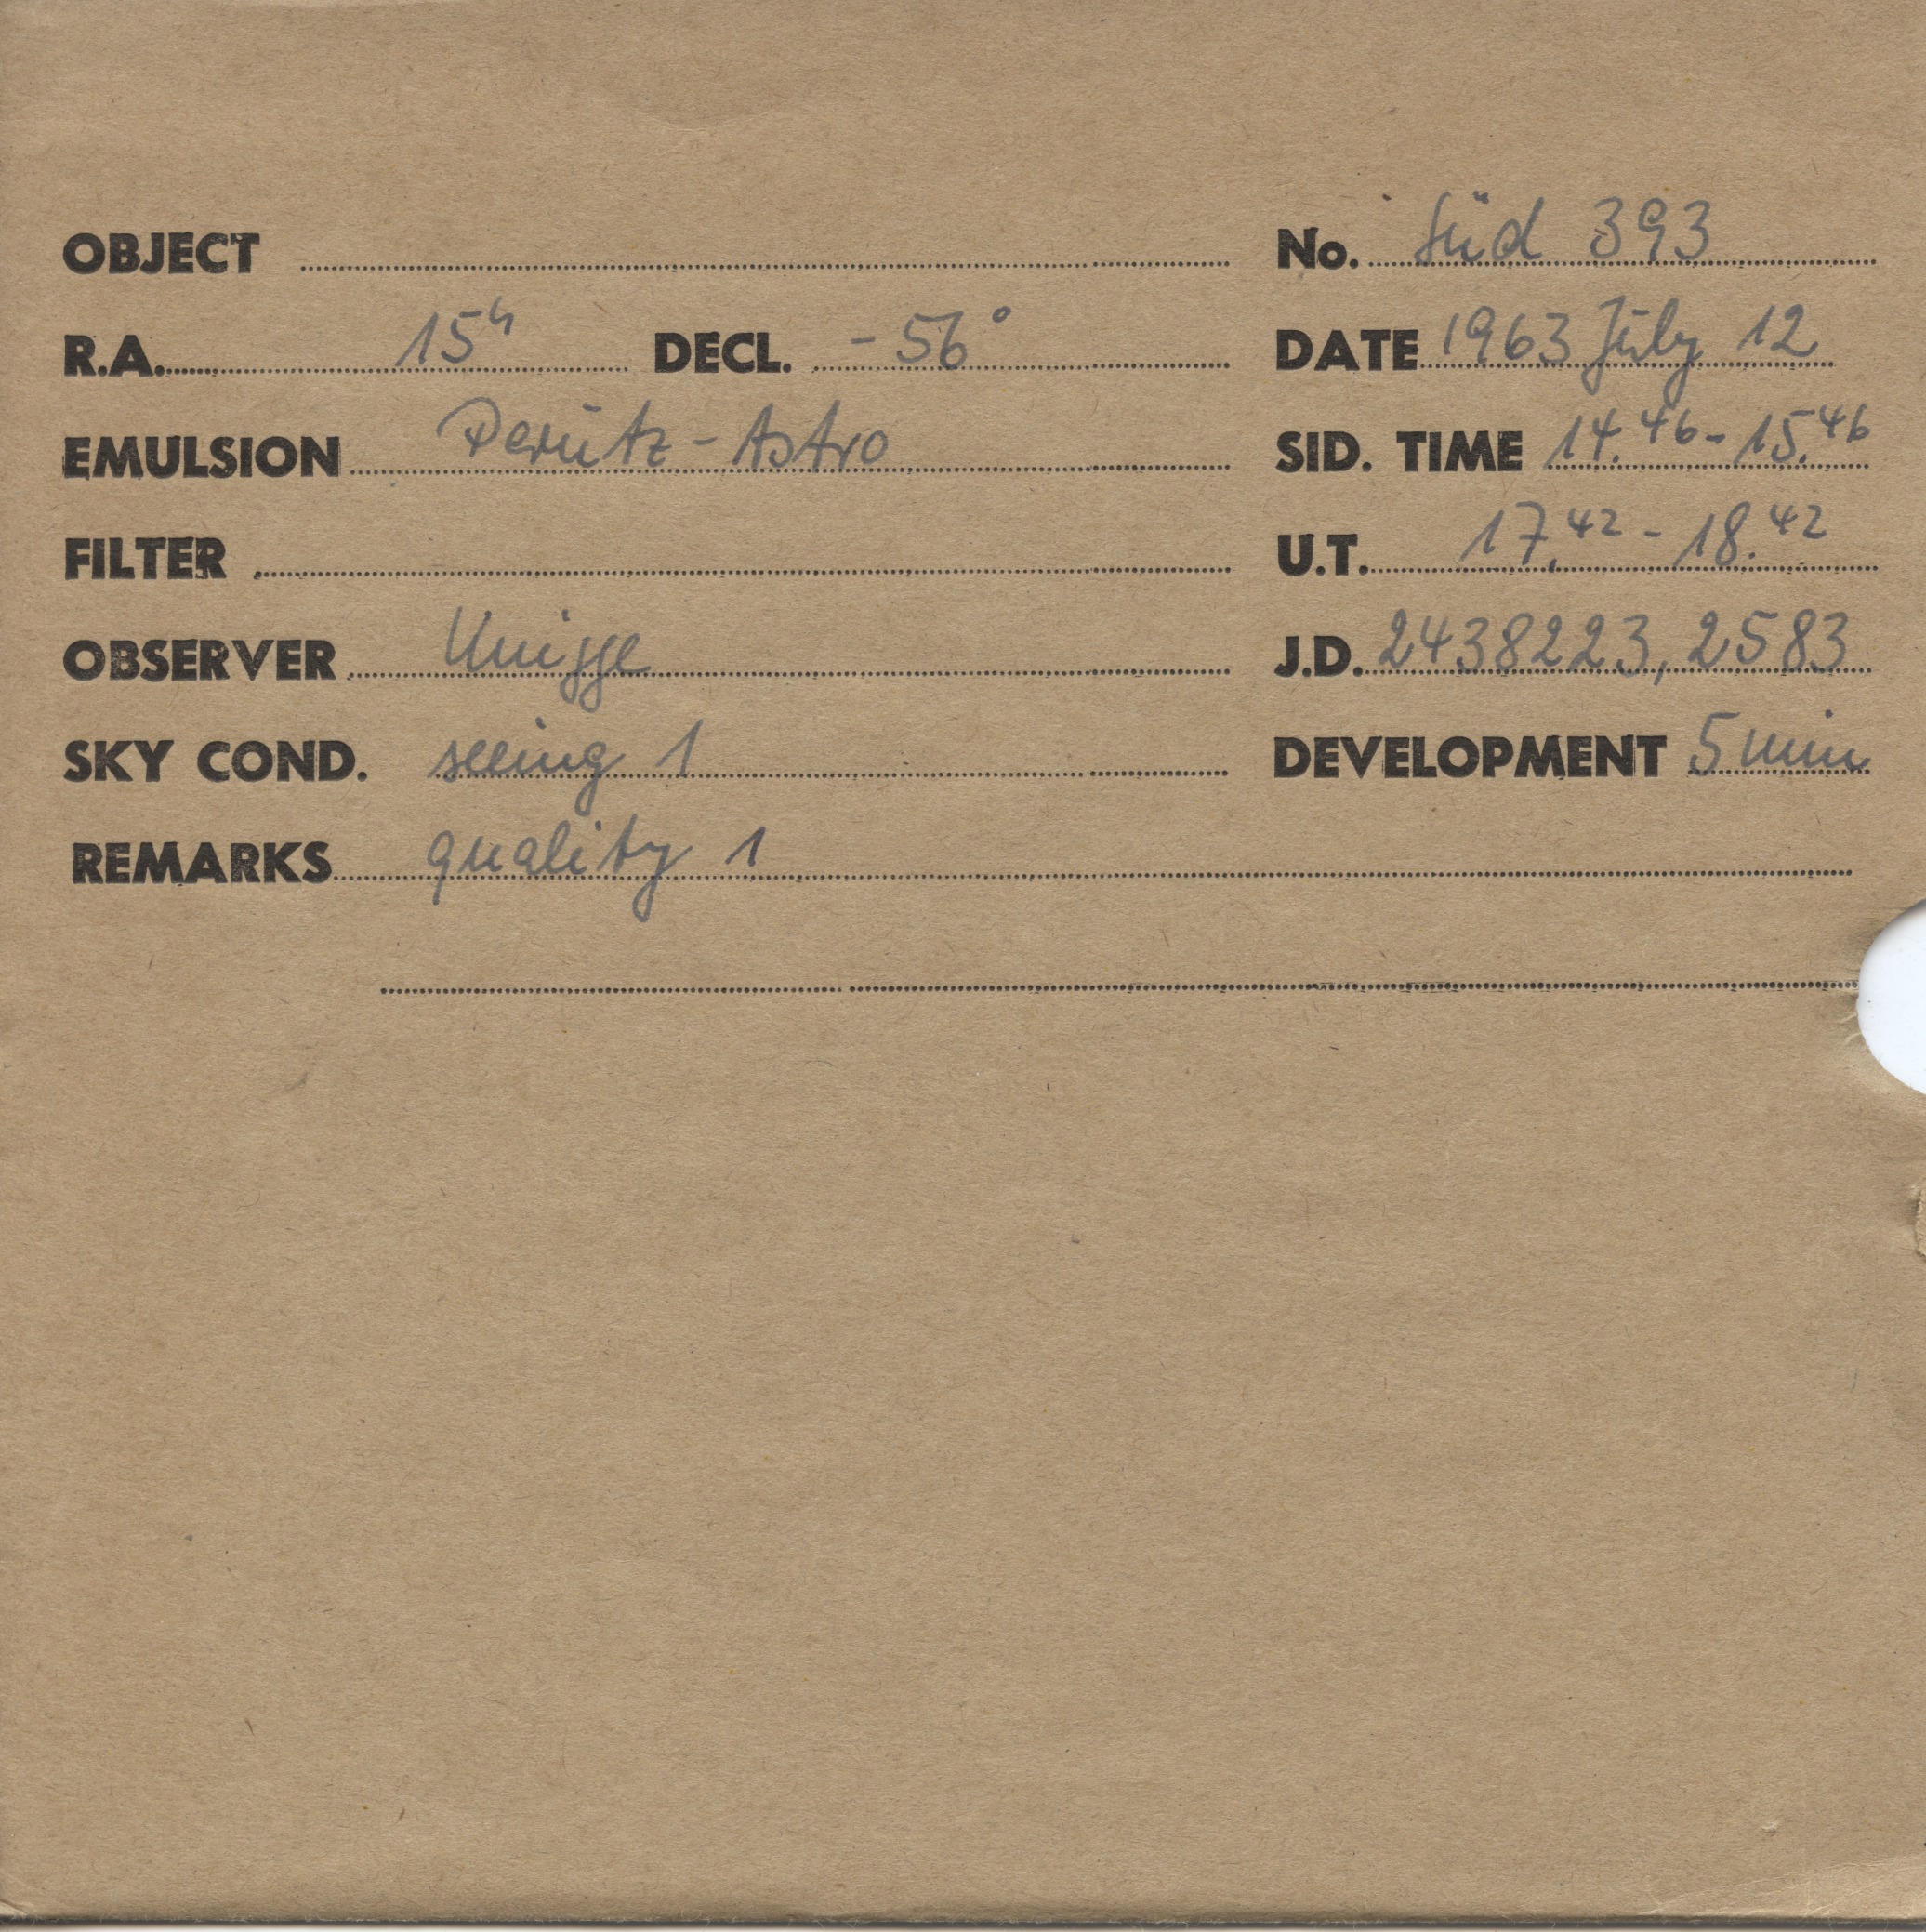 OBJECT No. Süd 393
R.A. 15h DECL. -56° DATE 1963 July 12
EMULSION Perutz-Astro SID. TIME 14.46-15.46
FILTER U.T. 17.42-18.42
OBSERVER Knigge J.D. 2438223,2583
SKY COND. seeing 1 DEVELOPMENT 5 min
REMARKS quality 1